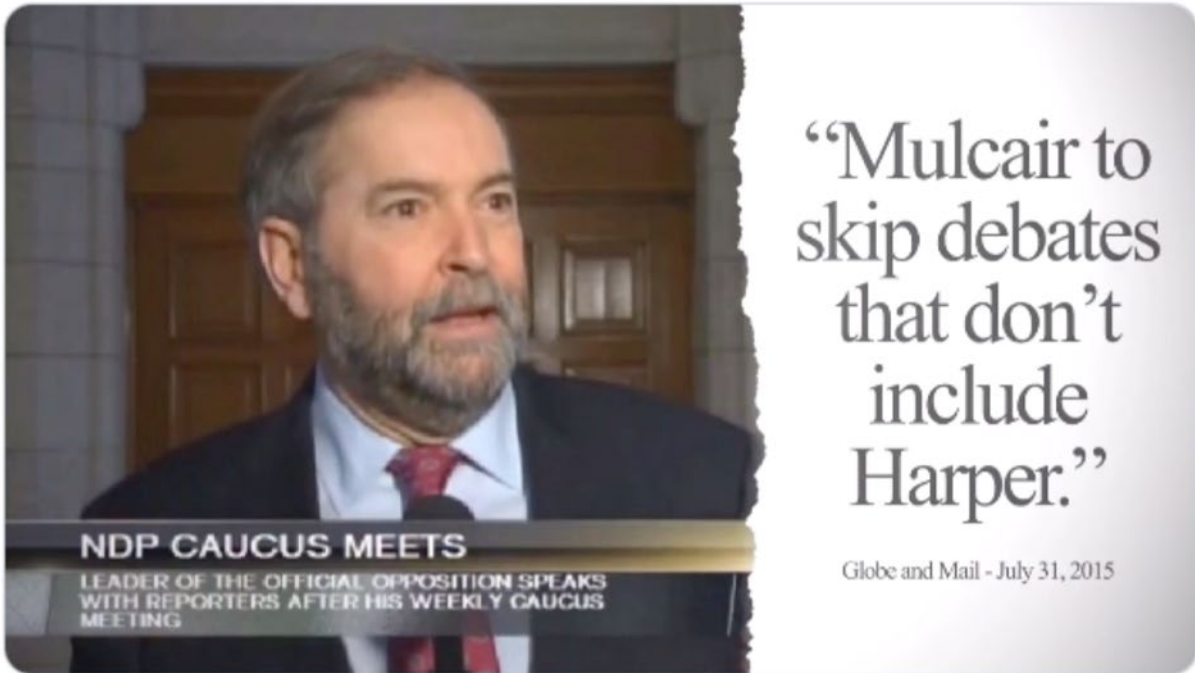 NDP CAUCUS MEETS
LEADER OF THE OFFICIAL OPPOSITION SPEAKS
WITH REPORTERS AFTER HIS WEEKLY CAUCUS
MEETING
“Mulcair to
skip debates
that don’t
include
Harper.”
Globe and Mail - July 31, 2015